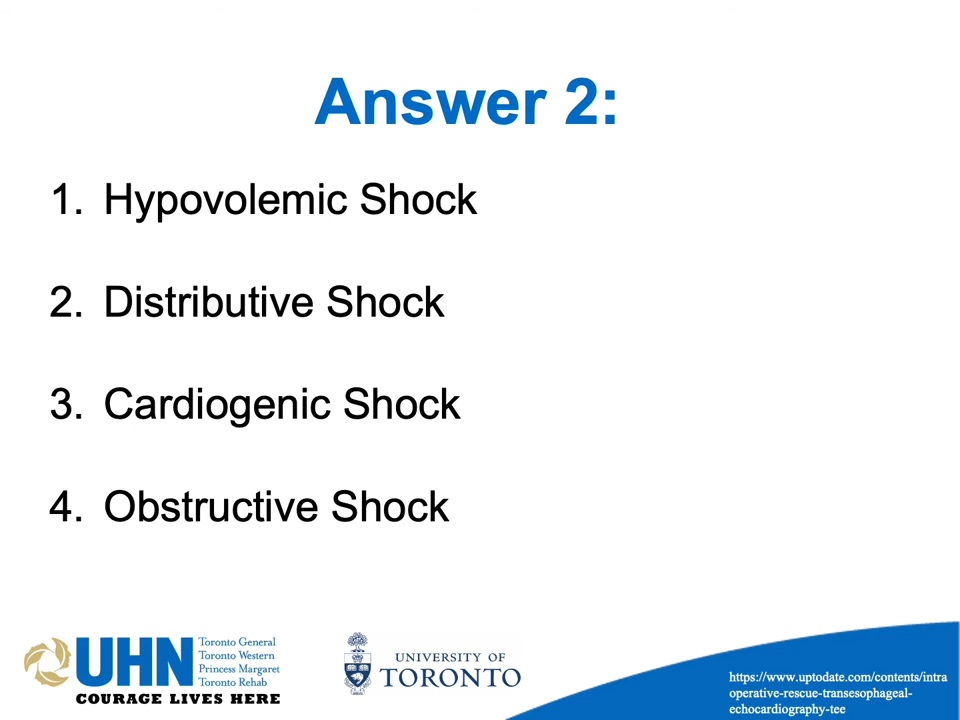 Answer 2:
1. Hypovolemic Shock
2. Distributive Shock
3. Cardiogenic Shock
4. Obstructive Shock
UHN
Toronto General
Toronto Western
Princess Margaret
Toronto Rehab
COURAGE LIVES HERE
UNIVERSITY OF
TORONTO
https://www.uptodate.com/contents/intra
operative-rescue-transesophageal-
echocardiography-tee